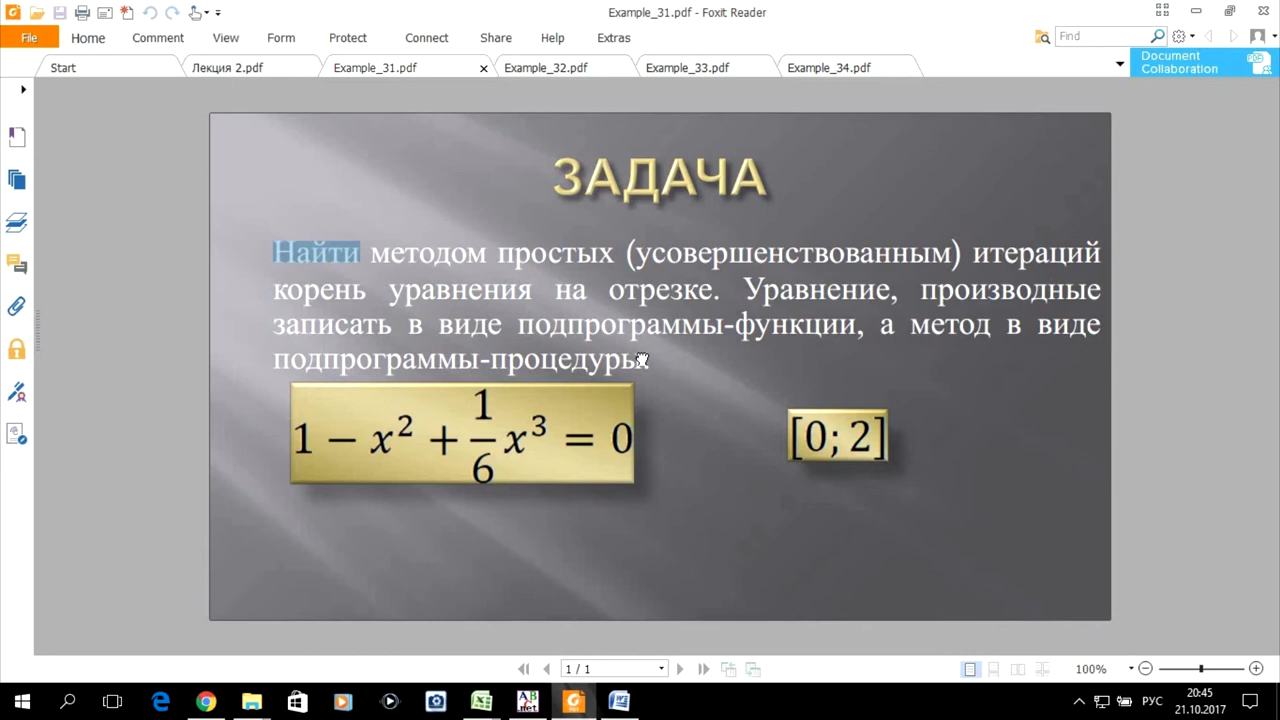 Example_31.pdf - Foxit Reader
File Home Comment View Form Protect Connect Share Help Extras Find
Start Лекция 2.pdf Example_31.pdf Example_32.pdf Example_33.pdf Example_34.pdf Document
Collaboration
ЗАДАЧА
Найти методом простых (усовершенствованным) итераций
корень уравнения на отрезке. Уравнение, производные
записать в виде подпрограммы-функции, а метод в виде
подпрограммы-процедуры
1 − x² + 1/6 x³ = 0 [0; 2]
1 / 1 100%
РУС 20:45
21.10.2017